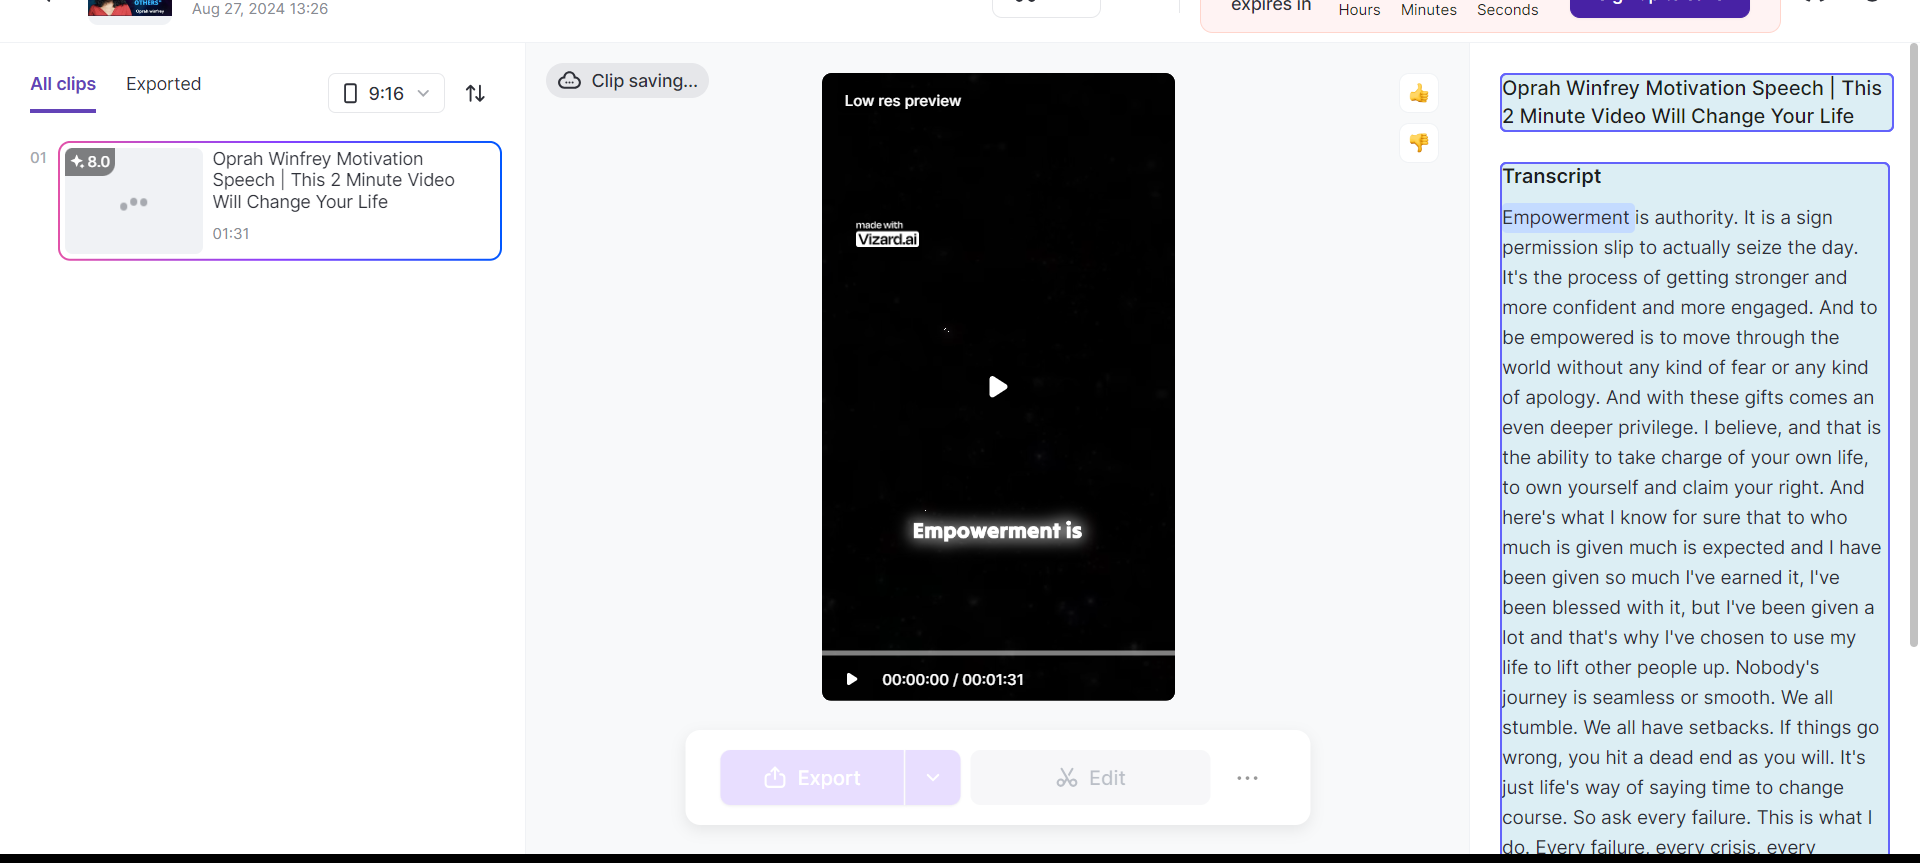 OTHERS"
Oprah-winfrey
Aug 27, 2024 13:26
expires in
Hours Minutes Seconds
All clips
Exported
9:16
01
8.0
Oprah Winfrey Motivation
Speech | This 2 Minute Video
Will Change Your Life
01:31
Clip saving...
Low res preview
made with
Vizard.ai
Empowerment is
00:00:00 / 00:01:31
Export
Edit
Oprah Winfrey Motivation Speech | This
2 Minute Video Will Change Your Life
Transcript
Empowerment is authority. It is a sign
permission slip to actually seize the day.
It's the process of getting stronger and
more confident and more engaged. And to
be empowered is to move through the
world without any kind of fear or any kind
of apology. And with these gifts comes an
even deeper privilege. I believe, and that is
the ability to take charge of your own life,
to own yourself and claim your right. And
here's what I know for sure that to who
much is given much is expected and I have
been given so much I've earned it, I've
been blessed with it, but I've been given a
lot and that's why I've chosen to use my
life to lift other people up. Nobody's
journey is seamless or smooth. We all
stumble. We all have setbacks. If things go
wrong, you hit a dead end as you will. It's
just life's way of saying time to change
course. So ask every failure. This is what I
do. Every failure, every crisis, every